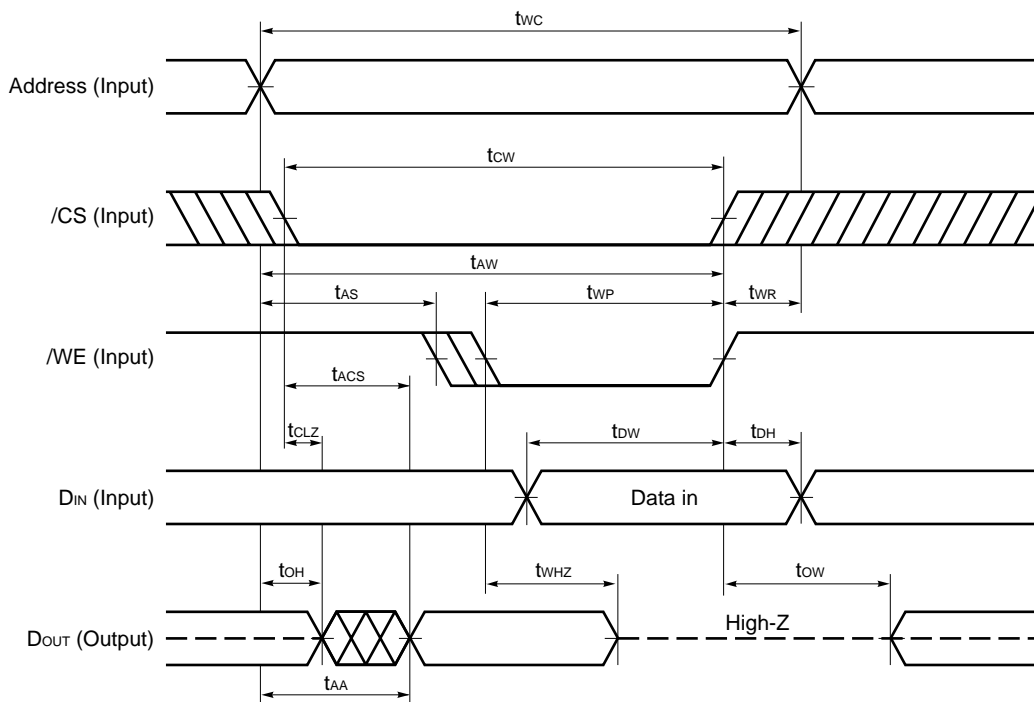 tWC
Address (Input)
tCW
/CS (Input)
tAW
tAS
tWP
tWR
/WE (Input)
tACS
tCLZ
tDW
tDH
DIN (Input)
Data in
tOH
tWHZ
tOW
High-Z
DOUT (Output)
tAA